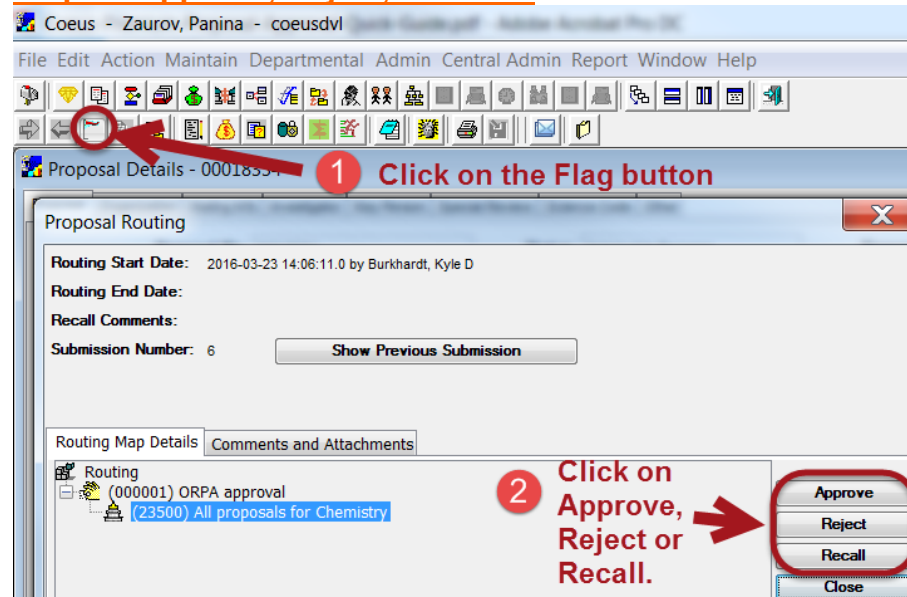 Coeus - Zaurov, Panina - coeusdvl
File Edit Action Maintain Departmental Admin Central Admin Report Window Help
Proposal Details -
1 Click on the Flag button
Proposal Routing
X
Routing Start Date: 2016-03-23 14:06:11.0 by Burkhardt, Kyle D
Routing End Date:
Recall Comments:
Submission Number: 6 Show Previous Submission
Routing Map Details Comments and Attachments
Routing
(000001) ORPA approval
(23500) All proposals for Chemistry
2 Click on
Approve,
Reject or
Recall.
Approve
Reject
Recall
Close